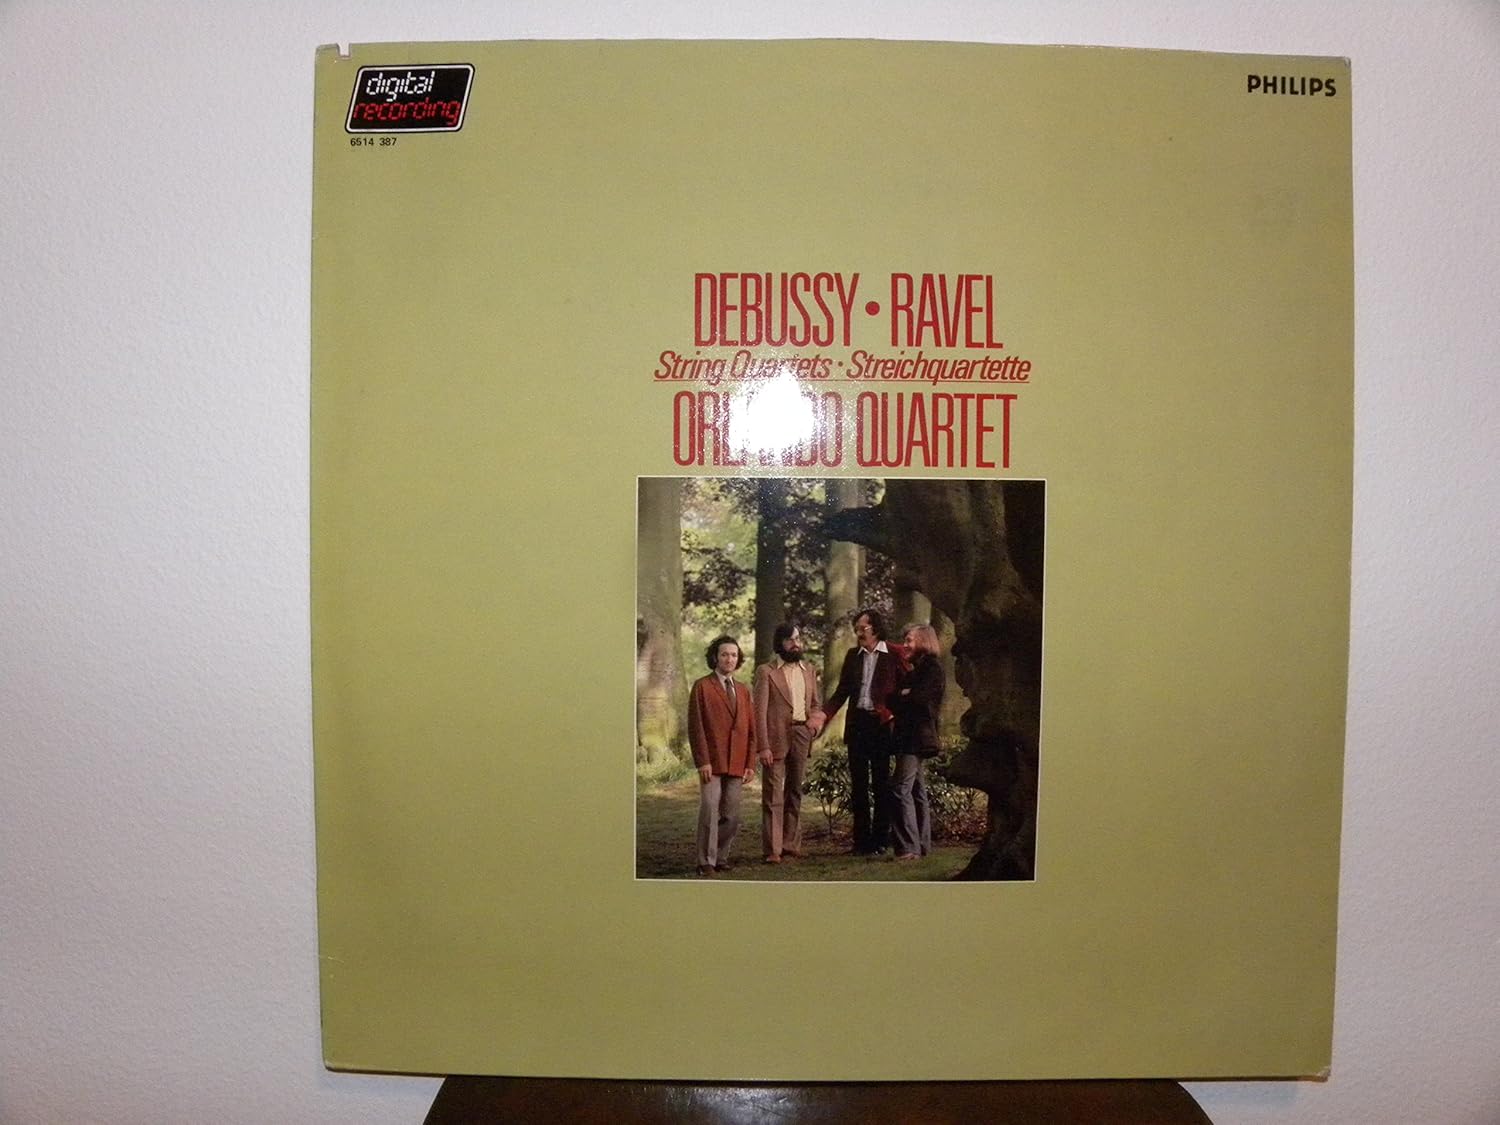 digital
recording
6514 387
PHILIPS
DEBUSSY • RAVEL
String Quartets • Streichquartette
ORLANDO QUARTET